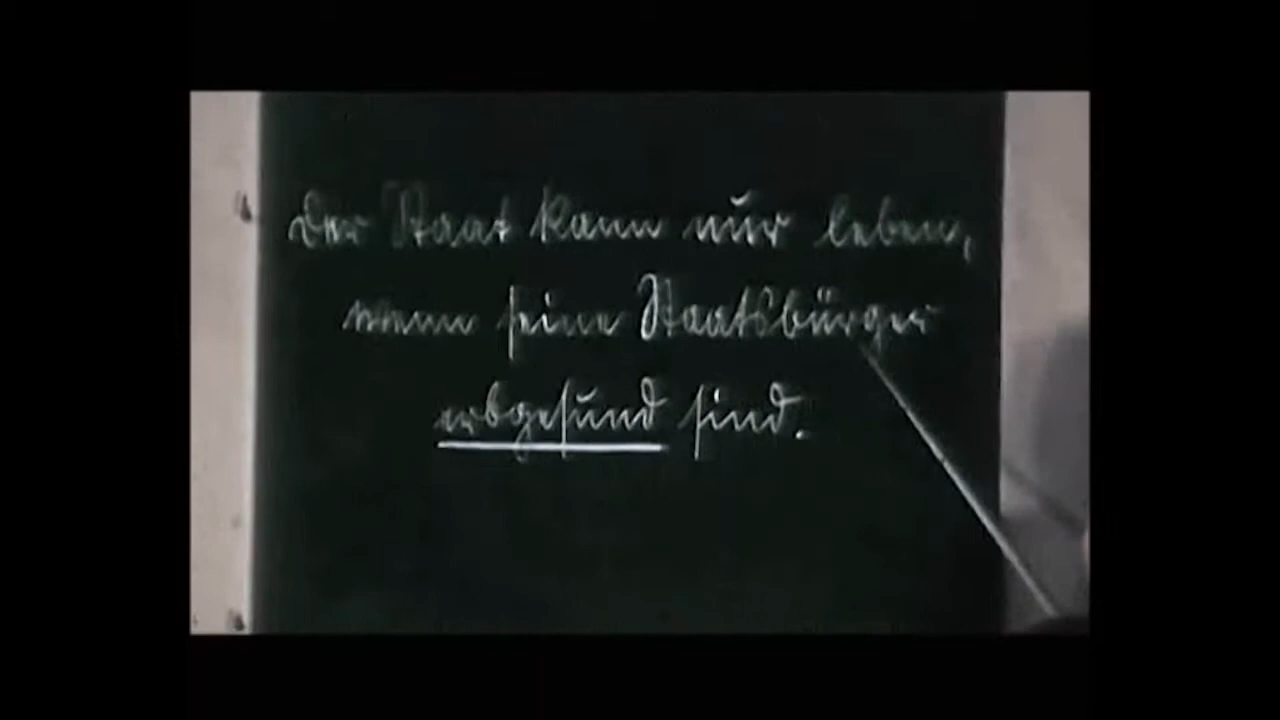 Der Staat kann nur leben,
wenn seine Staatsbürger
erbgesund sind.